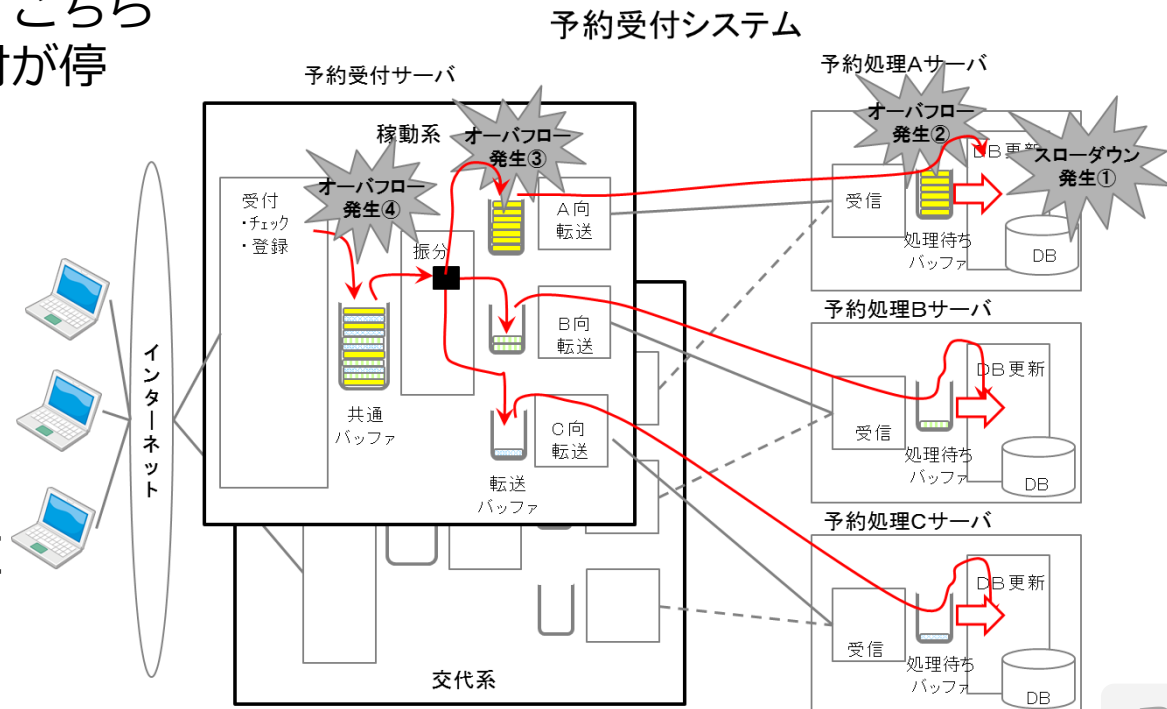 こちら
付が停
予約受付システム
予約受付サーバ
予約処理Aサーバ
稼動系
オーバフロー
発生③
オーバフロー
発生②
DB更新
スローダウン
発生①
オーバフロー
発生④
受付
・チェック
・登録
振分
A向
転送
受信
処理待ち
バッファ
DB
予約処理Bサーバ
B向
転送
DB更新
インターネット
共通
バッファ
C向
転送
受信
処理待ち
バッファ
DB
転送
バッファ
予約処理Cサーバ
DB更新
受信
処理待ち
バッファ
DB
交代系